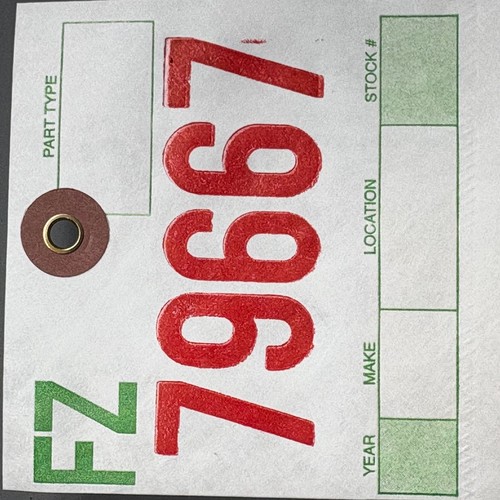 PART TYPE
FZ
79667
YEAR MAKE LOCATION STOCK #